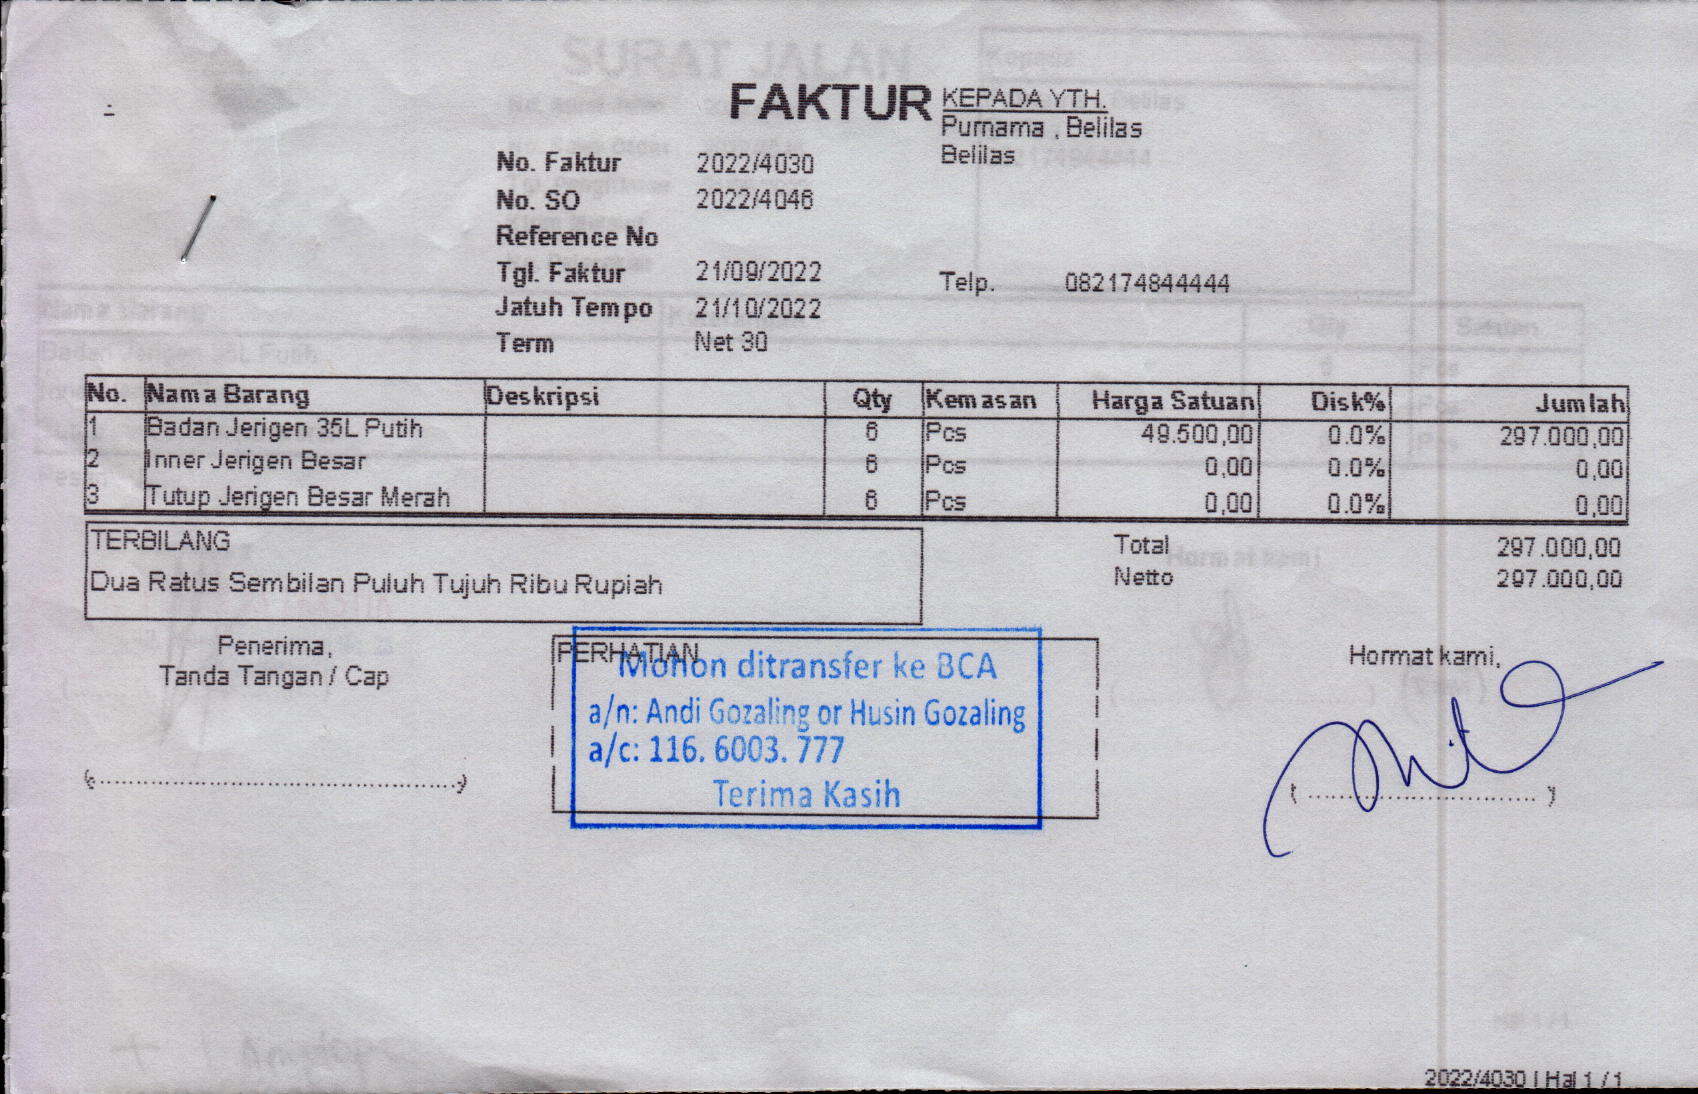 FAKTUR
KEPADA YTH.
Purnama , Belilas
Belilas
No. Faktur 2022/4030
No. SO 2022/4046
Reference No
Tgl. Faktur 21/09/2022
Telp. 082174844444
Jatuh Tempo 21/10/2022
Term Net 30
No. Nama Barang Deskripsi Qty Kemasan Harga Satuan Disk% Jumlah
1 Badan Jerigen 35L Putih 6 Pcs 49.500,00 0.0% 297.000,00
2 Inner Jerigen Besar 6 Pcs 0,00 0.0% 0,00
3 Tutup Jerigen Besar Merah 6 Pcs 0,00 0.0% 0,00
TERBILANG
Dua Ratus Sembilan Puluh Tujuh Ribu Rupiah
Total 297.000,00
Netto 297.000,00
Penerima,
Tanda Tangan / Cap
PERHATIAN
Mohon ditransfer ke BCA
a/n: Andi Gozaling or Husin Gozaling
a/c: 116. 6003. 777
Terima Kasih
Hormat kami,
2022/4030 | Hal 1 / 1